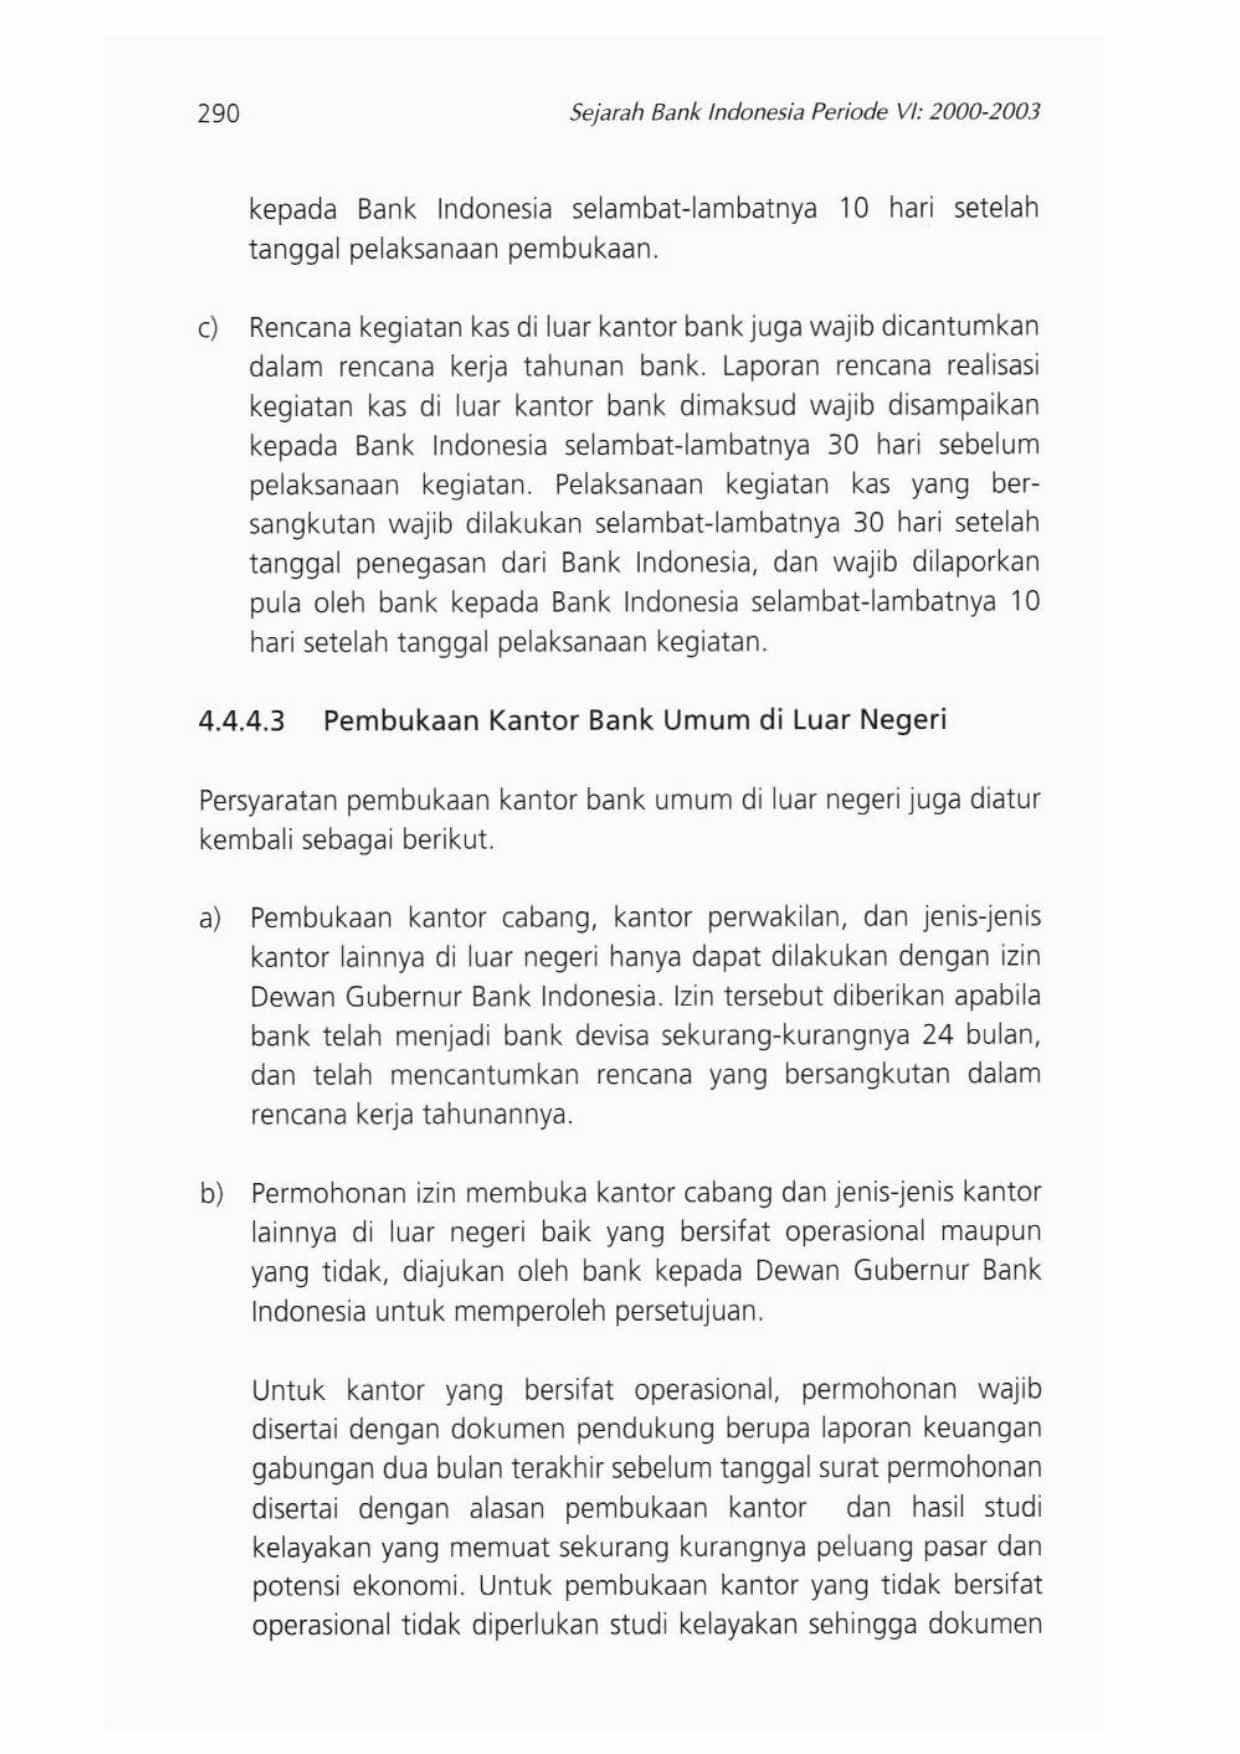 290 Sejarah Bank Indonesia Periode VI: 2000-2003
kepada Bank Indonesia selambat-lambatnya 10 hari setelah
tanggal pelaksanaan pembukaan.
c) Rencana kegiatan kas di luar kantor bank juga wajib dicantumkan
dalam rencana kerja tahunan bank. Laporan rencana realisasi
kegiatan kas di luar kantor bank dimaksud wajib disampaikan
kepada Bank Indonesia selambat-lambatnya 30 hari sebelum
pelaksanaan kegiatan. Pelaksanaan kegiatan kas yang ber-
sangkutan wajib dilakukan selambat-lambatnya 30 hari setelah
tanggal penegasan dari Bank Indonesia, dan wajib dilaporkan
pula oleh bank kepada Bank Indonesia selambat-lambatnya 10
hari setelah tanggal pelaksanaan kegiatan.
4.4.4.3 Pembukaan Kantor Bank Umum di Luar Negeri
Persyaratan pembukaan kantor bank umum di luar negeri juga diatur
kembali sebagai berikut.
a) Pembukaan kantor cabang, kantor perwakilan, dan jenis-jenis
kantor lainnya di luar negeri hanya dapat dilakukan dengan izin
Dewan Gubernur Bank Indonesia. Izin tersebut diberikan apabila
bank telah menjadi bank devisa sekurang-kurangnya 24 bulan,
dan telah mencantumkan rencana yang bersangkutan dalam
rencana kerja tahunannya.
b) Permohonan izin membuka kantor cabang dan jenis-jenis kantor
lainnya di luar negeri baik yang bersifat operasional maupun
yang tidak, diajukan oleh bank kepada Dewan Gubernur Bank
Indonesia untuk memperoleh persetujuan.
Untuk kantor yang bersifat operasional, permohonan wajib
disertai dengan dokumen pendukung berupa laporan keuangan
gabungan dua bulan terakhir sebelum tanggal surat permohonan
disertai dengan alasan pembukaan kantor dan hasil studi
kelayakan yang memuat sekurang kurangnya peluang pasar dan
potensi ekonomi. Untuk pembukaan kantor yang tidak bersifat
operasional tidak diperlukan studi kelayakan sehingga dokumen